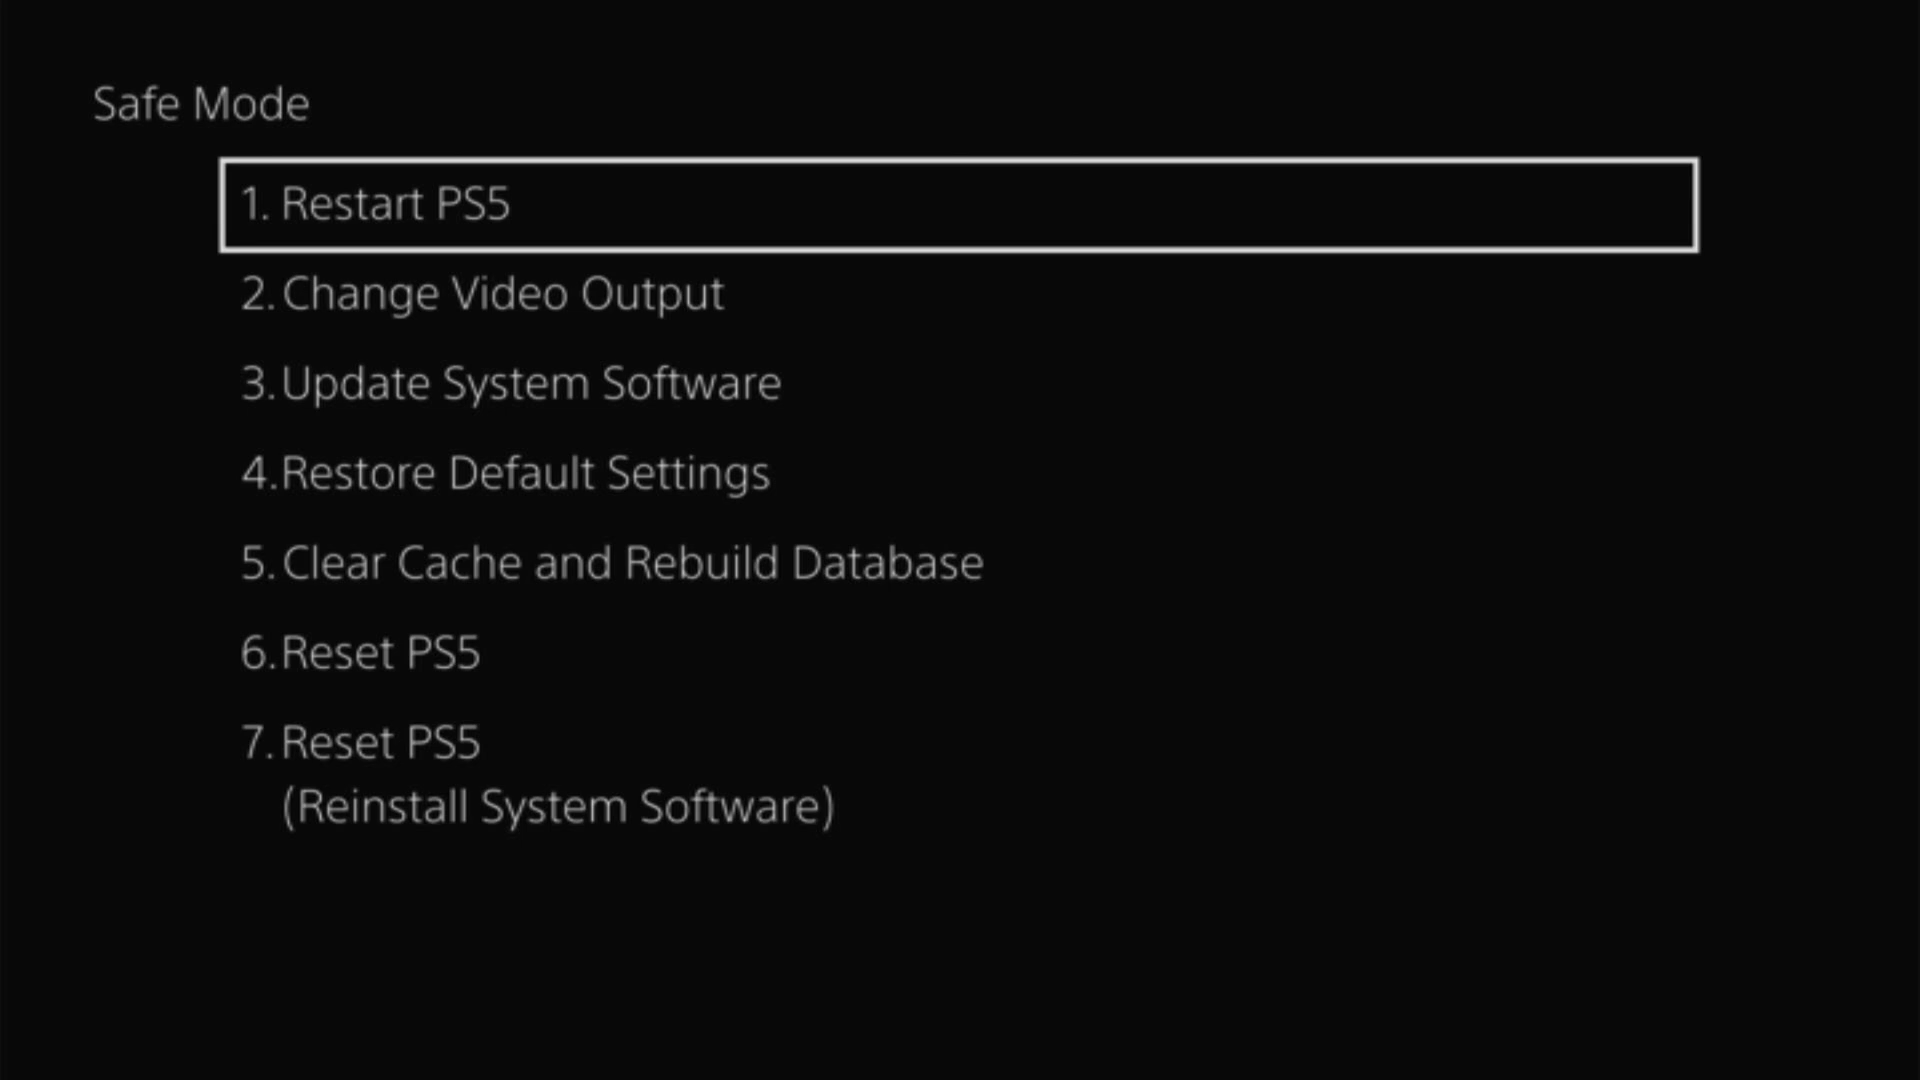 Safe Mode
1. Restart PS5
2. Change Video Output
3. Update System Software
4. Restore Default Settings
5. Clear Cache and Rebuild Database
6. Reset PS5
7. Reset PS5
(Reinstall System Software)